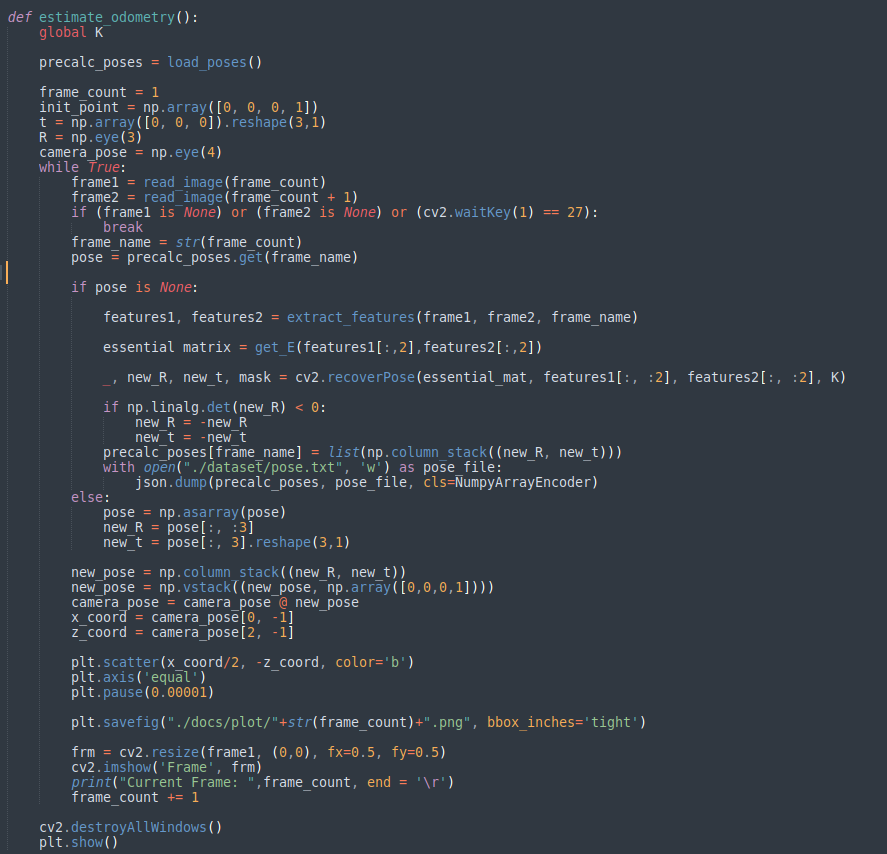 def estimate_odometry():
    global K

    precalc_poses = load_poses()

    frame_count = 1
    init_point = np.array([0, 0, 0, 1])
    t = np.array([0, 0, 0]).reshape(3,1)
    R = np.eye(3)
    camera_pose = np.eye(4)
    while True:
        frame1 = read_image(frame_count)
        frame2 = read_image(frame_count + 1)
        if (frame1 is None) or (frame2 is None) or (cv2.waitKey(1) == 27):
            break
        frame_name = str(frame_count)
        pose = precalc_poses.get(frame_name)

        if pose is None:

            features1, features2 = extract_features(frame1, frame2, frame_name)

            essential matrix = get_E(features1[:,2],features2[:,2])

            _, new_R, new_t, mask = cv2.recoverPose(essential_mat, features1[:, :2], features2[:, :2], K)

            if np.linalg.det(new_R) < 0:
                new_R = -new_R
                new_t = -new_t
            precalc_poses[frame_name] = list(np.column_stack((new_R, new_t)))
            with open("./dataset/pose.txt", 'w') as pose_file:
                json.dump(precalc_poses, pose_file, cls=NumpyArrayEncoder)
        else:
            pose = np.asarray(pose)
            new_R = pose[:, :3]
            new_t = pose[:, 3].reshape(3,1)

        new_pose = np.column_stack((new_R, new_t))
        new_pose = np.vstack((new_pose, np.array([0,0,0,1])))
        camera_pose = camera_pose @ new_pose
        x_coord = camera_pose[0, -1]
        z_coord = camera_pose[2, -1]

        plt.scatter(x_coord/2, -z_coord, color='b')
        plt.axis('equal')
        plt.pause(0.00001)

        plt.savefig("./docs/plot/"+str(frame_count)+".png", bbox_inches='tight')

        frm = cv2.resize(frame1, (0,0), fx=0.5, fy=0.5)
        cv2.imshow('Frame', frm)
        print("Current Frame: ",frame_count, end = '\r')
        frame_count += 1

    cv2.destroyAllWindows()
    plt.show()